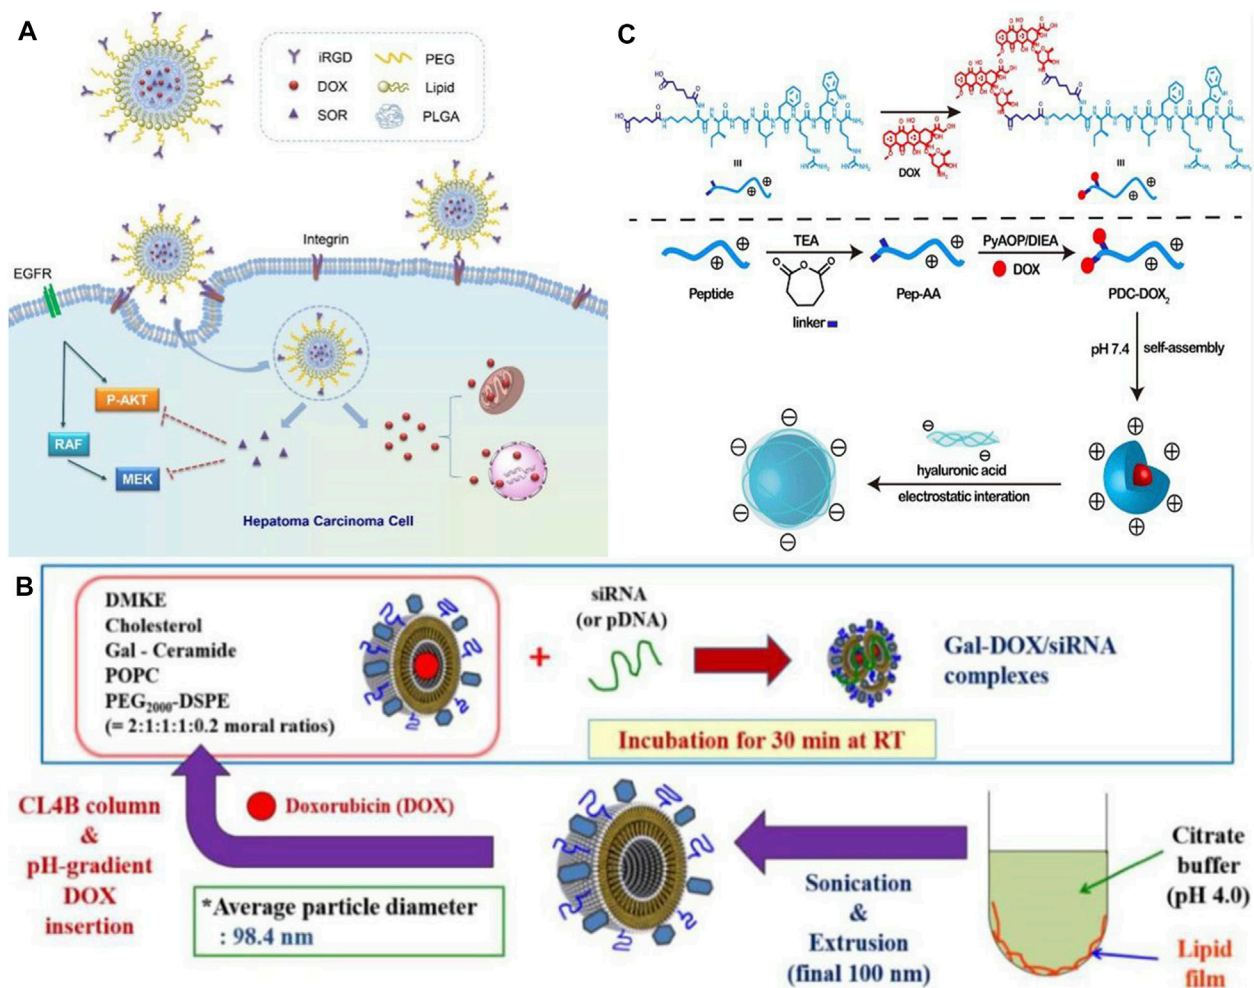 A
iRGD
PEG
DOX
Lipid
SOR
PLGA
Integrin
EGFR
P-AKT
RAF
MEK
Hepatoma Carcinoma Cell
C
DOX
III
III
Peptide
TEA
linker
Pep-AA
PyAOP/DIEA
DOX
PDC-DOX2
pH 7.4
self-assembly
hyaluronic acid
electrostatic interation
B
DMKE
Cholesterol
Gal - Ceramide
POPC
PEG2000-DSPE
(= 2:1:1:1:0.2 moral ratios)
+
siRNA
(or pDNA)
Gal-DOX/siRNA
complexes
Incubation for 30 min at RT
CL4B column
&
pH-gradient
DOX
insertion
Doxorubicin (DOX)
*Average particle diameter
: 98.4 nm
Sonication
&
Extrusion
(final 100 nm)
Citrate
buffer
(pH 4.0)
Lipid
film